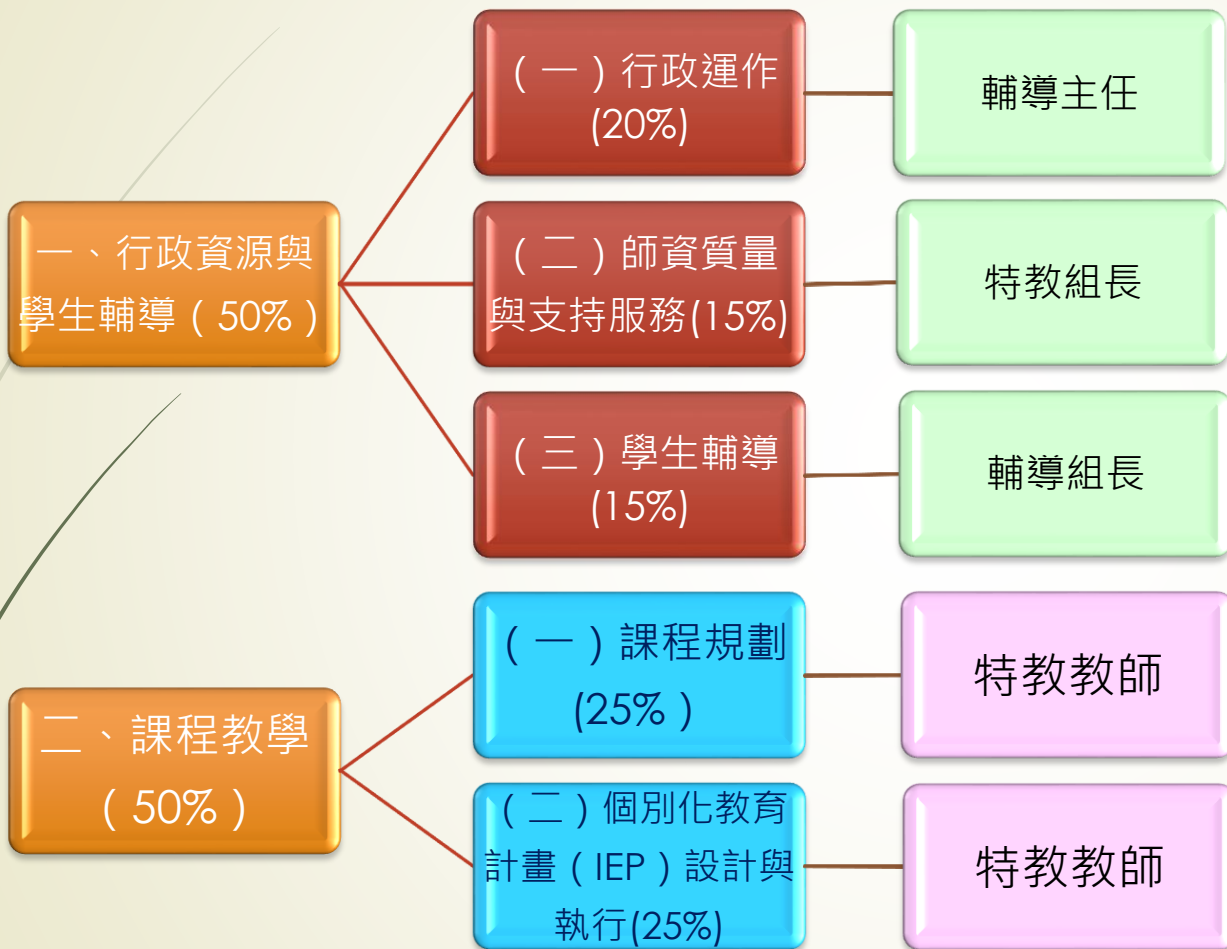 一、行政資源與
學生輔導（50%）
（一）行政運作
(20%)
輔導主任
（二）師資質量
與支持服務(15%)
特教組長
（三）學生輔導
(15%)
輔導組長
二、課程教學
（50%）
（一）課程規劃
(25%）
特教教師
（二）個別化教育
計畫（IEP）設計與
執行(25%)
特教教師